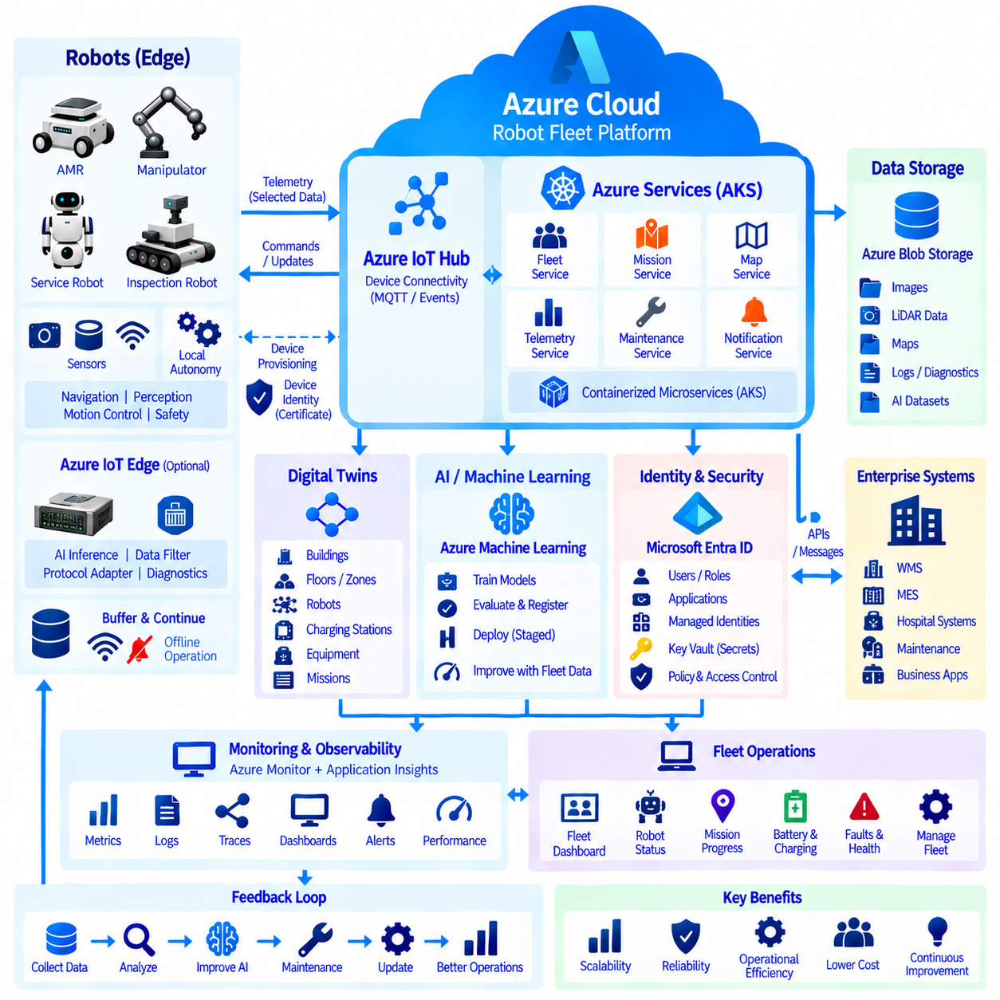 Robots (Edge)
AMR
Manipulator
Service Robot
Inspection Robot
Sensors
Local
Autonomy
Navigation | Perception
Motion Control | Safety
Azure IoT Edge (Optional)
AI Inference | Data Filter
Protocol Adapter | Diagnostics
Buffer & Continue
Offline
Operation
Telemetry
(Selected Data)
Commands
/ Updates
Device
Provisioning
Device
Identity
(Certificate)
Azure Cloud
Robot Fleet Platform
Azure IoT Hub
Device Connectivity
(MQTT / Events)
Azure Services (AKS)
Fleet
Service
Mission
Service
Map
Service
Telemetry
Service
Maintenance
Service
Notification
Service
Containerized Microservices (AKS)
Data Storage
Azure Blob Storage
Images
LiDAR Data
Maps
Logs / Diagnostics
AI Datasets
Digital Twins
Buildings
Floors / Zones
Robots
Charging Stations
Equipment
Missions
AI / Machine Learning
Azure Machine Learning
Train Models
Evaluate & Register
Deploy (Staged)
Improve with Fleet Data
Identity & Security
Microsoft Entra ID
Users / Roles
Applications
Managed Identities
Key Vault (Secrets)
Policy & Access Control
APIs
/ Messages
Enterprise Systems
WMS
MES
Hospital Systems
Maintenance
Business Apps
Monitoring & Observability
Azure Monitor + Application Insights
Metrics
Logs
Traces
Dashboards
Alerts
Performance
Fleet Operations
Fleet
Dashboard
Robot
Status
Mission
Progress
Battery &
Charging
Faults &
Health
Manage
Fleet
Feedback Loop
Collect Data
Analyze
Improve AI
Maintenance
Update
Better Operations
Key Benefits
Scalability
Reliability
Operational
Efficiency
Lower Cost
Continuous
Improvement